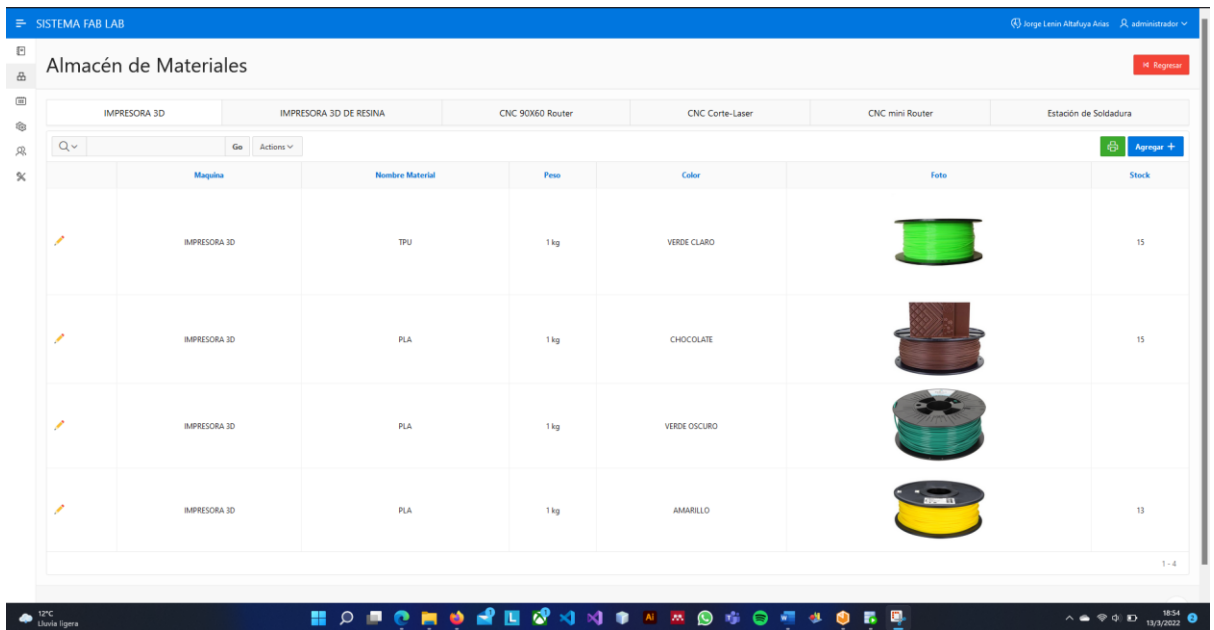 SISTEMA FAB LAB
Jorge Lenin Altafuya Arias administrador
Almacén de Materiales
Regresar
IMPRESORA 3D IMPRESORA 3D DE RESINA CNC 90X60 Router CNC Corte-Laser CNC mini Router Estación de Soldadura
Go Actions Agregar +
Maquina Nombre Material Peso Color Foto Stock
IMPRESORA 3D TPU 1 kg VERDE CLARO 15
IMPRESORA 3D PLA 1 kg CHOCOLATE 15
IMPRESORA 3D PLA 1 kg VERDE OSCURO
IMPRESORA 3D PLA 1 kg AMARILLO 13
1 - 4
12°C
Lluvia ligera
18:54
13/3/2022